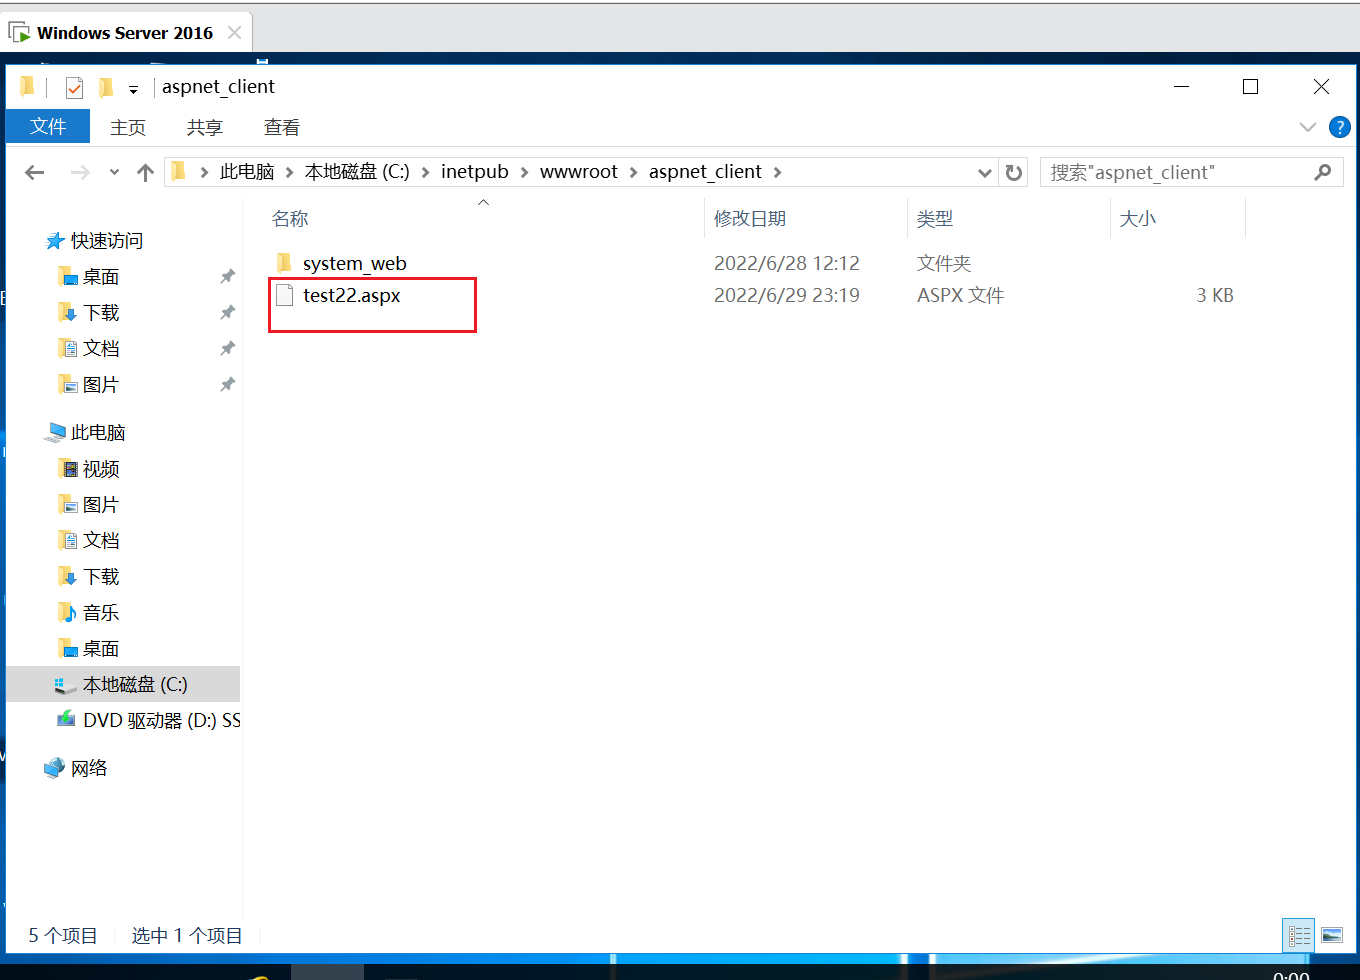 Windows Server 2016
aspnet_client
文件 主页 共享 查看
此电脑 本地磁盘 (C:) inetpub wwwroot aspnet_client 搜索"aspnet_client"
名称 修改日期 类型 大小
快速访问
system_web 2022/6/28 12:12 文件夹
桌面
test22.aspx 2022/6/29 23:19 ASPX 文件 3 KB
下载
文档
图片
此电脑
视频
图片
文档
下载
音乐
桌面
本地磁盘 (C:)
DVD 驱动器 (D:) SS
网络
5 个项目 选中 1 个项目
0:00